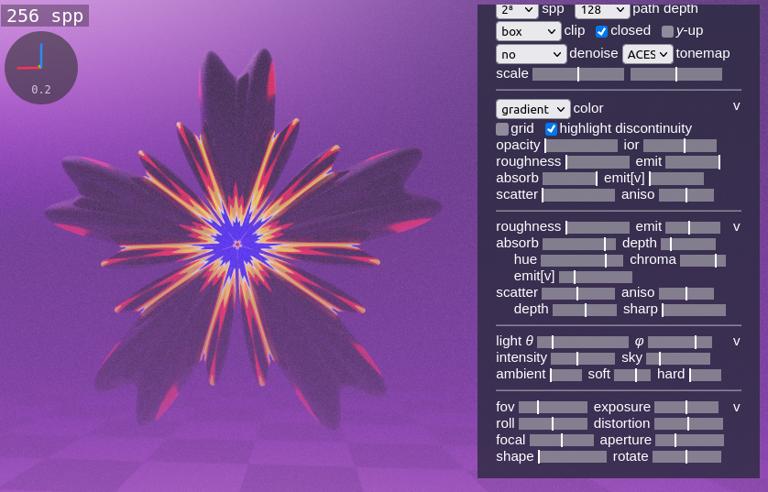 256 spp
0.2
2⁸ spp 128 path depth
box clip closed y-up
no denoise ACES tonemap
scale
gradient color v
grid highlight discontinuity
opacity ior
roughness emit
absorb emit[v]
scatter aniso
roughness emit v
absorb depth
hue chroma
emit[v]
scatter aniso
depth sharp
light θ φ v
intensity sky
ambient soft hard
fov exposure v
roll distortion
focal aperture
shape rotate